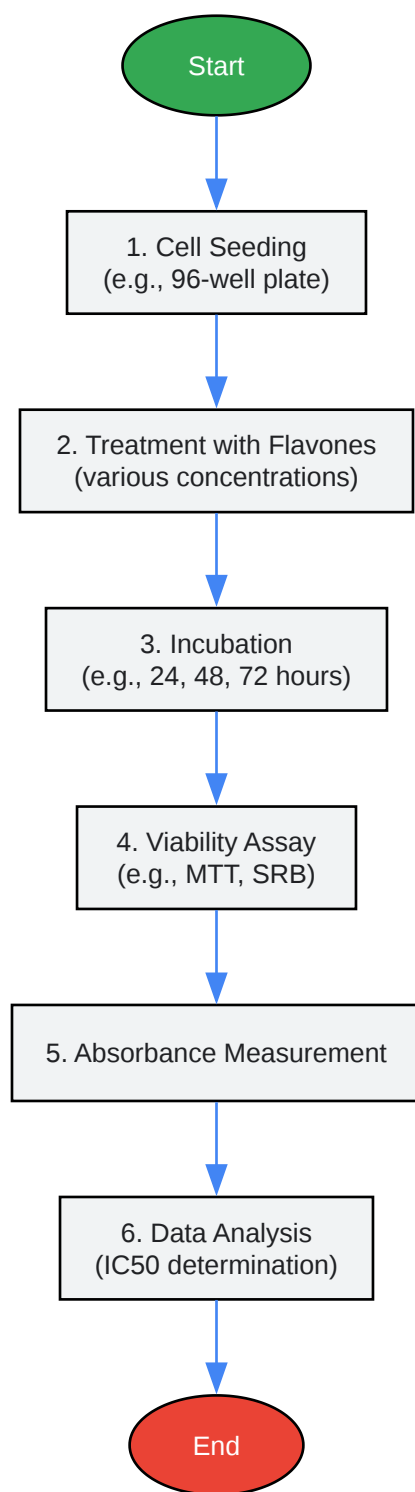 Start
1. Cell Seeding
(e.g., 96-well plate)
2. Treatment with Flavones
(various concentrations)
3. Incubation
(e.g., 24, 48, 72 hours)
4. Viability Assay
(e.g., MTT, SRB)
5. Absorbance Measurement
6. Data Analysis
(IC50 determination)
End